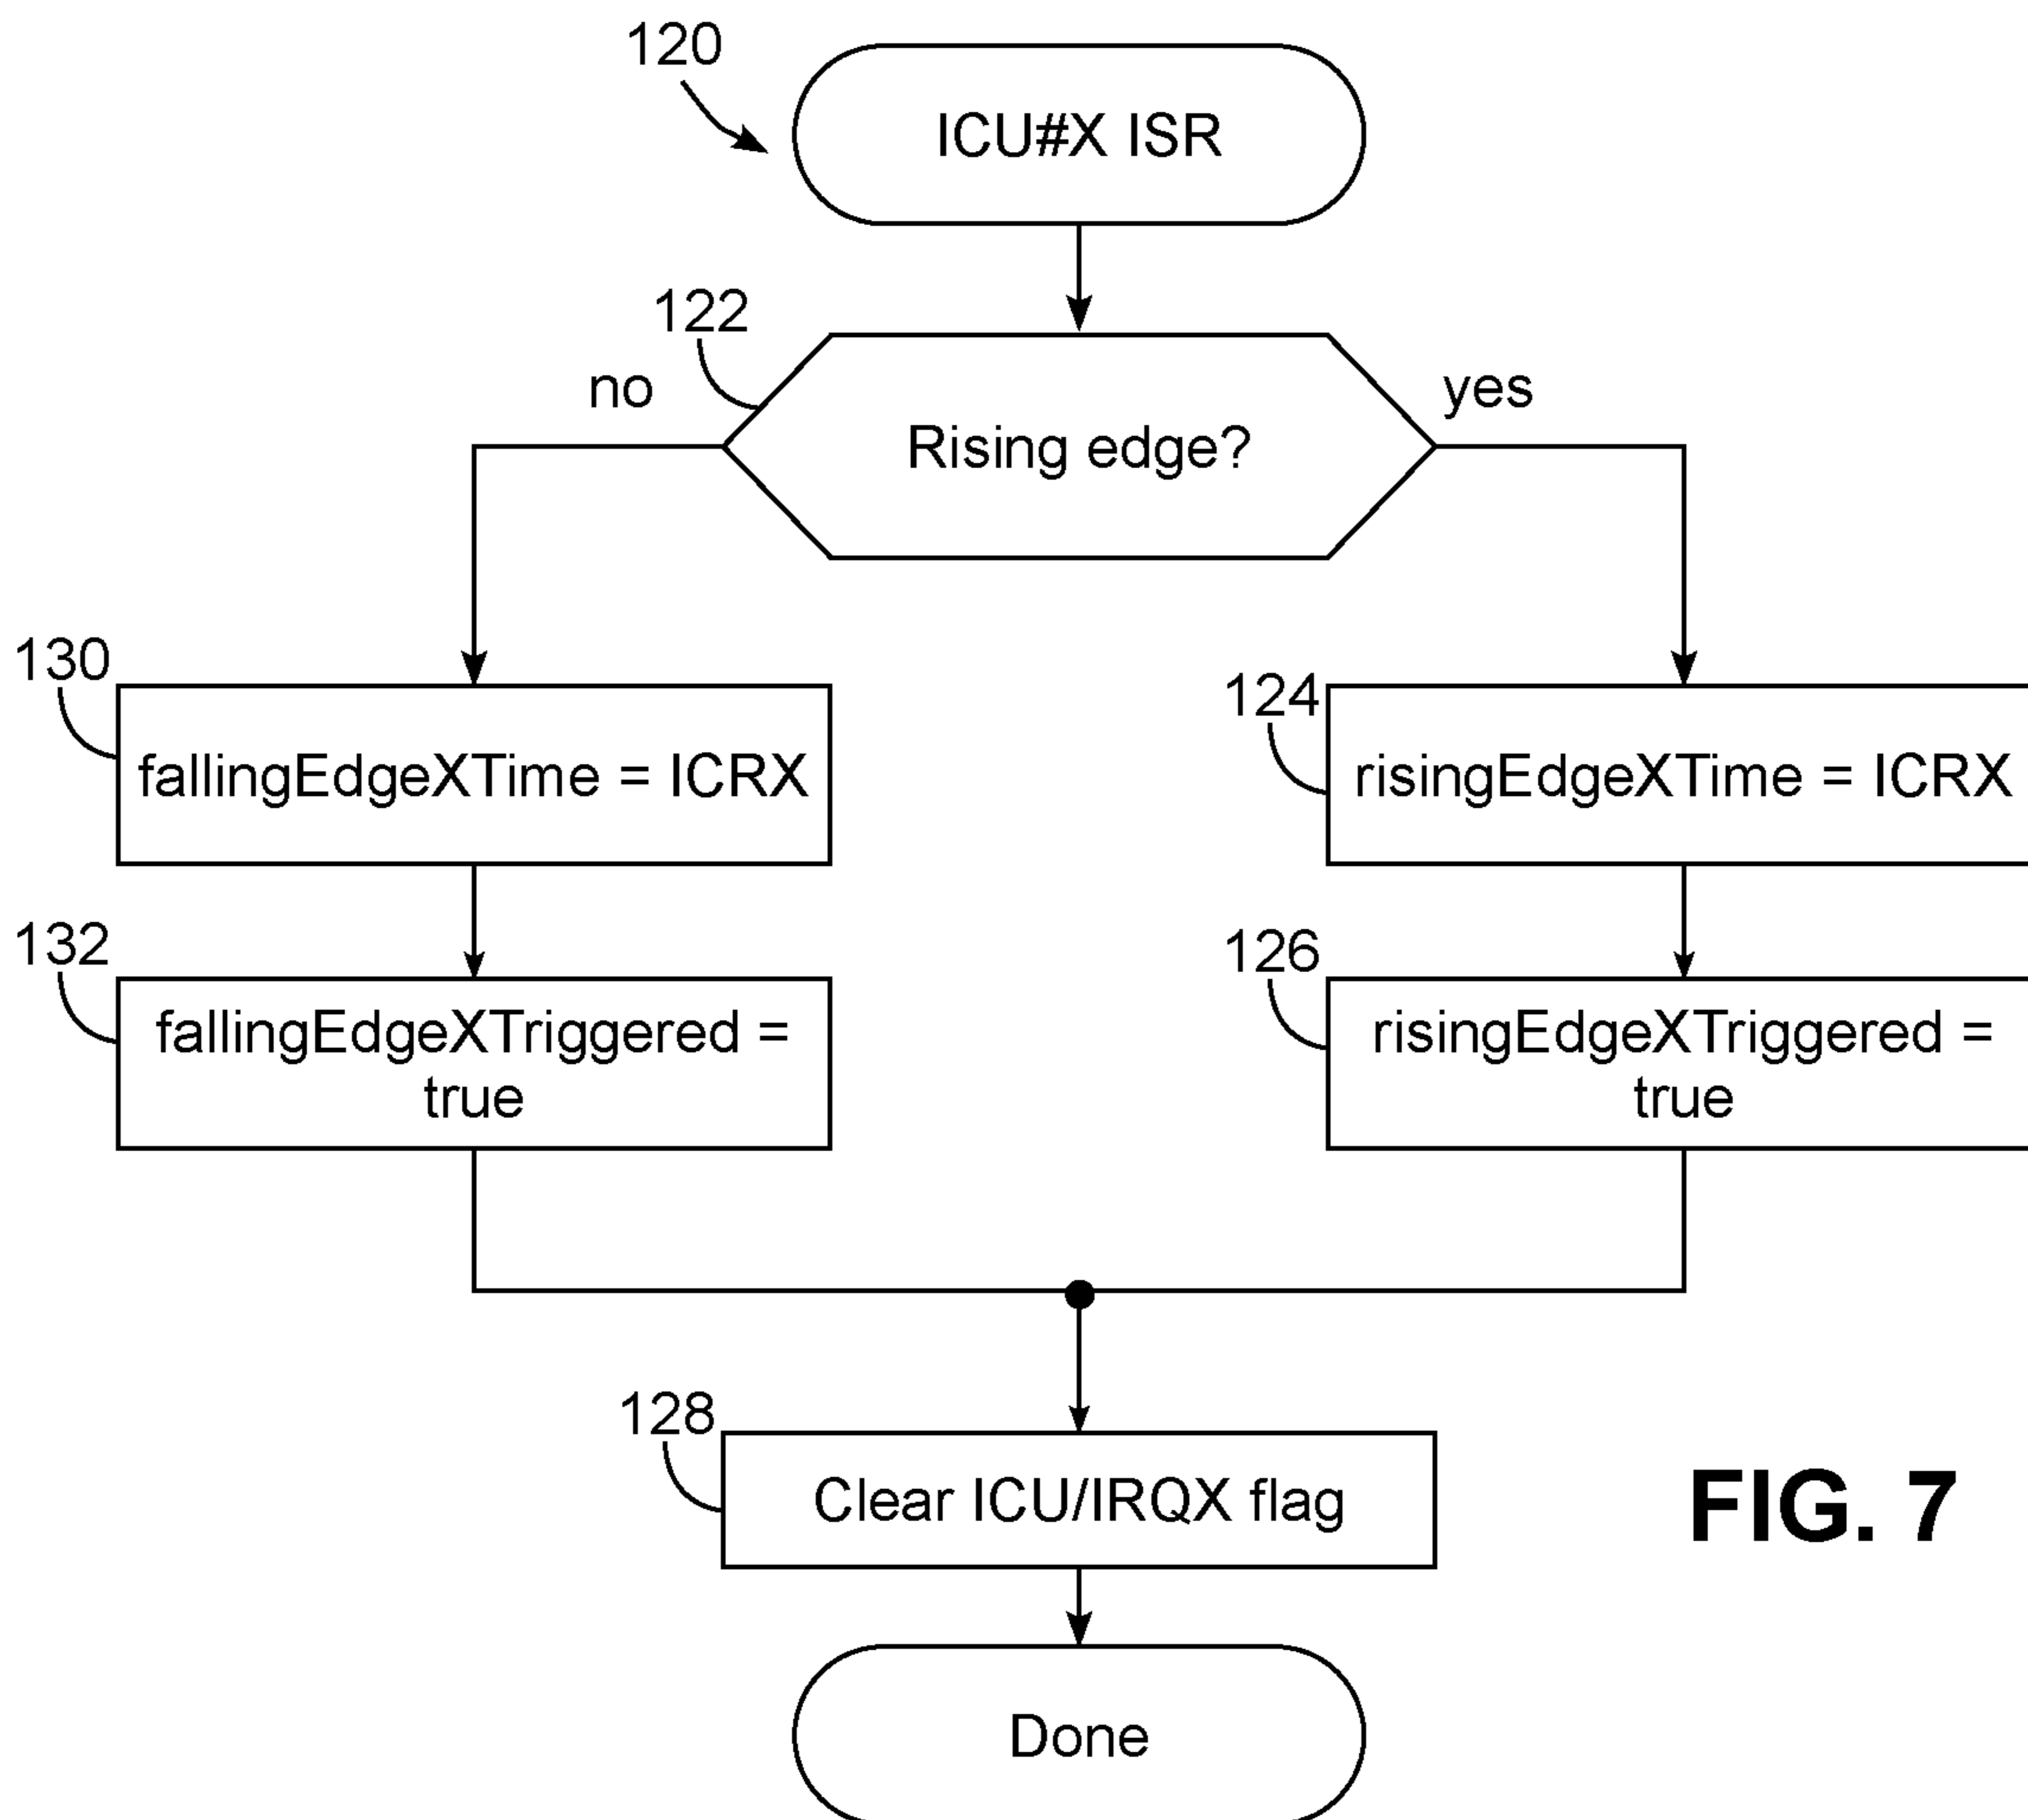 120
ICU#X ISR
122
no
yes
Rising edge?
130
124
fallingEdgeXTime = ICRX
risingEdgeXTime = ICRX
132
126
fallingEdgeXTriggered =
true
risingEdgeXTriggered =
true
128
Clear ICU/IRQX flag
FIG. 7
Done